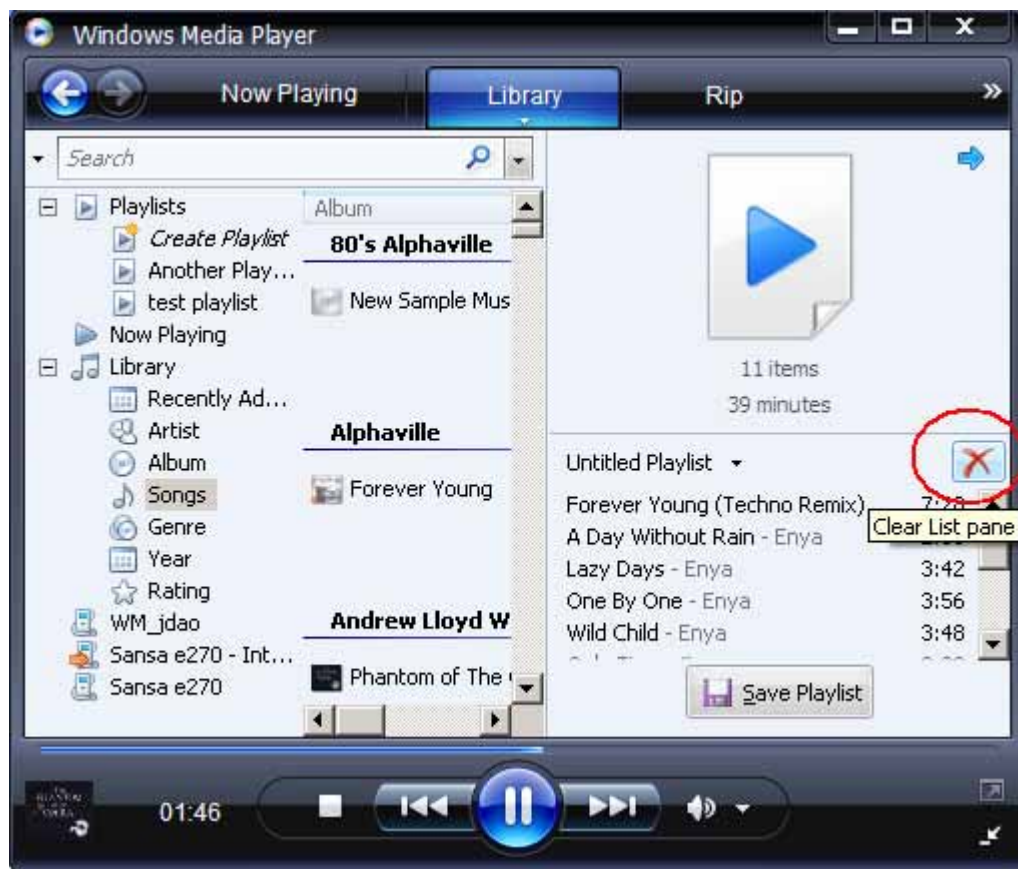 Windows Media Player
Now Playing
Library
Rip
»
Search
Playlists
Create Playlist
Another Play...
test playlist
Now Playing
Library
Recently Ad...
Artist
Album
Songs
Genre
Year
Rating
WM_jdao
Sansa e270 - Int...
Sansa e270
Album
80's Alphaville
New Sample Mus
Alphaville
Forever Young
Andrew Lloyd W
Phantom of The
11 items
39 minutes
Untitled Playlist
Forever Young (Techno Remix) 7:28
Clear List pane
A Day Without Rain - Enya
Lazy Days - Enya 3:42
One By One - Enya 3:56
Wild Child - Enya 3:48
Save Playlist
01:46